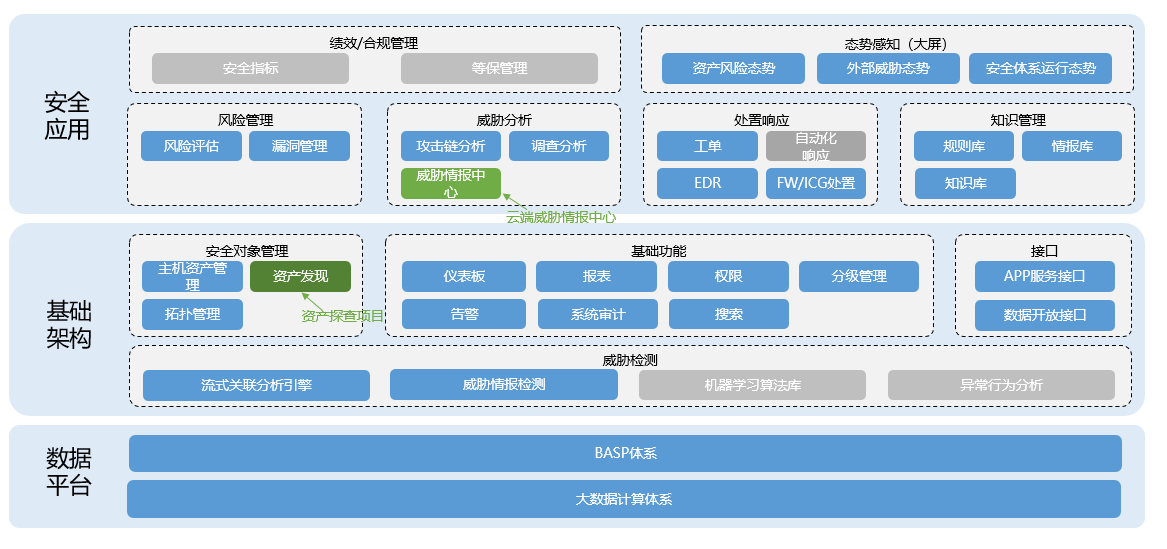 安全
应用
绩效/合规管理
安全指标
等保管理
态势感知（大屏）
资产风险态势
外部威胁态势
安全体系运行态势
风险管理
风险评估
漏洞管理
威胁分析
攻击链分析
调查分析
威胁情报中
心
云端威胁情报中心
处置响应
工单
自动化
响应
EDR
FW/ICG处置
知识管理
规则库
情报库
知识库
基础
架构
安全对象管理
主机资产管
理
资产发现
拓扑管理
资产探查项目
基础功能
仪表板
报表
权限
分级管理
告警
系统审计
搜索
接口
APP服务接口
数据开放接口
威胁检测
流式关联分析引擎
威胁情报检测
机器学习算法库
异常行为分析
数据
平台
BASP体系
大数据计算体系